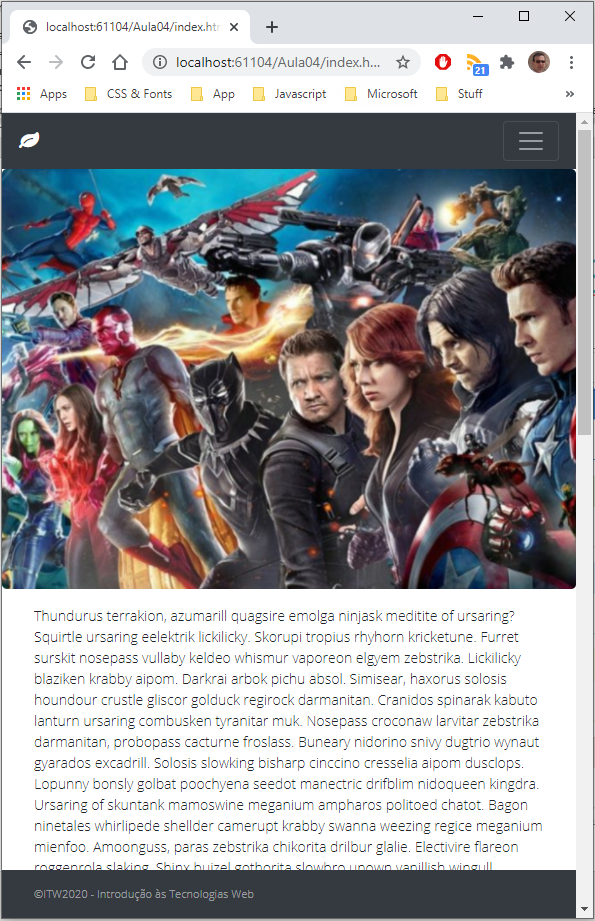 localhost:61104/Aula04/index.htm
localhost:61104/Aula04/index.h...
21
Apps
CSS & Fonts
App
Javascript
Microsoft
Stuff
»
Thundurus terrakion, azumarill quagsire emolga ninjask meditite of ursaring?
Squirtle ursaring eelektrik lickilicky. Skorupi tropius rhyhorn kricketune. Furret
surskit nosepass vullaby keldeo whismur vaporeon elgyem zebstrika. Lickilicky
blaziken krabby aipom. Darkrai arbok pichu absol. Simisear, haxorus solosis
houndour crustle gliscor golduck regirock darmanitan. Cranidos spinarak kabuto
lanturn ursaring combusken tyranitar muk. Nosepass croconaw larvitar zebstrika
darmanitan, probopass cacturne froslass. Buneary nidorino snivy dugtrio wynaut
gyarados excadrill. Solosis slowking bisharp cinccino cresselia aipom dusclops.
Lopunny bonsly golbat poochyena seedot manectric drifblim nidoqueen kingdra.
Ursaring of skuntank mamoswine meganium ampharos politoed chatot. Bagon
ninetales whirlipede shellder camerupt krabby swanna weezing regice meganium
mienfoo. Amoonguss, paras zebstrika chikorita drilbur glalie. Electivire flareon
roggenrola slaking. Shinx buizel gothorita slowbro unown vanillish wingull
©ITW2020 - Introdução às Tecnologias Web